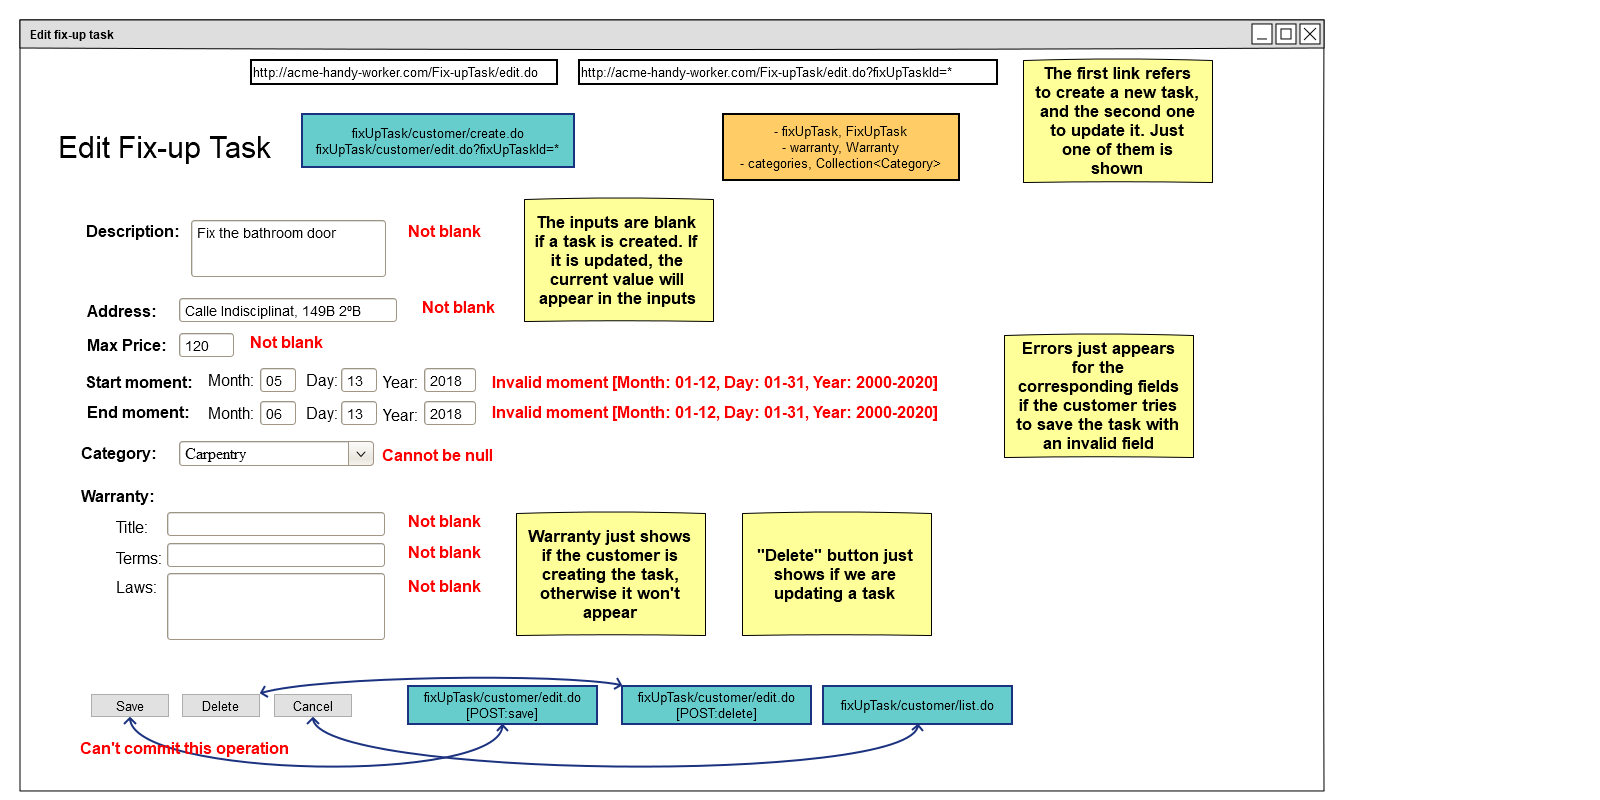 Edit fix-up task
http://acme-handy-worker.com/Fix-upTask/edit.do
http://acme-handy-worker.com/Fix-upTask/edit.do?fixUpTaskId=*
The first link refers
to create a new task,
and the second one
to update it. Just
one of them is
shown
Edit Fix-up Task
fixUpTask/customer/create.do
fixUpTask/customer/edit.do?fixUpTaskId=*
- fixUpTask, FixUpTask
- warranty, Warranty
- categories, Collection<Category>
Description:
Fix the bathroom door
Not blank
The inputs are blank
if a task is created. If
it is updated, the
current value will
appear in the inputs
Address:
Calle Indisciplinat, 149B 2ºB
Not blank
Max Price:
120
Not blank
Start moment:
Month: 05 Day: 13 Year: 2018
Invalid moment [Month: 01-12, Day: 01-31, Year: 2000-2020]
End moment:
Month: 06 Day: 13 Year: 2018
Invalid moment [Month: 01-12, Day: 01-31, Year: 2000-2020]
Errors just appears
for the
corresponding fields
if the customer tries
to save the task with
an invalid field
Category:
Carpentry
Cannot be null
Warranty:
Title:
Not blank
Terms:
Not blank
Laws:
Not blank
Warranty just shows
if the customer is
creating the task,
otherwise it won't
appear
"Delete" button just
shows if we are
updating a task
Save
Delete
Cancel
fixUpTask/customer/edit.do
[POST:save]
fixUpTask/customer/edit.do
[POST:delete]
fixUpTask/customer/list.do
Can't commit this operation